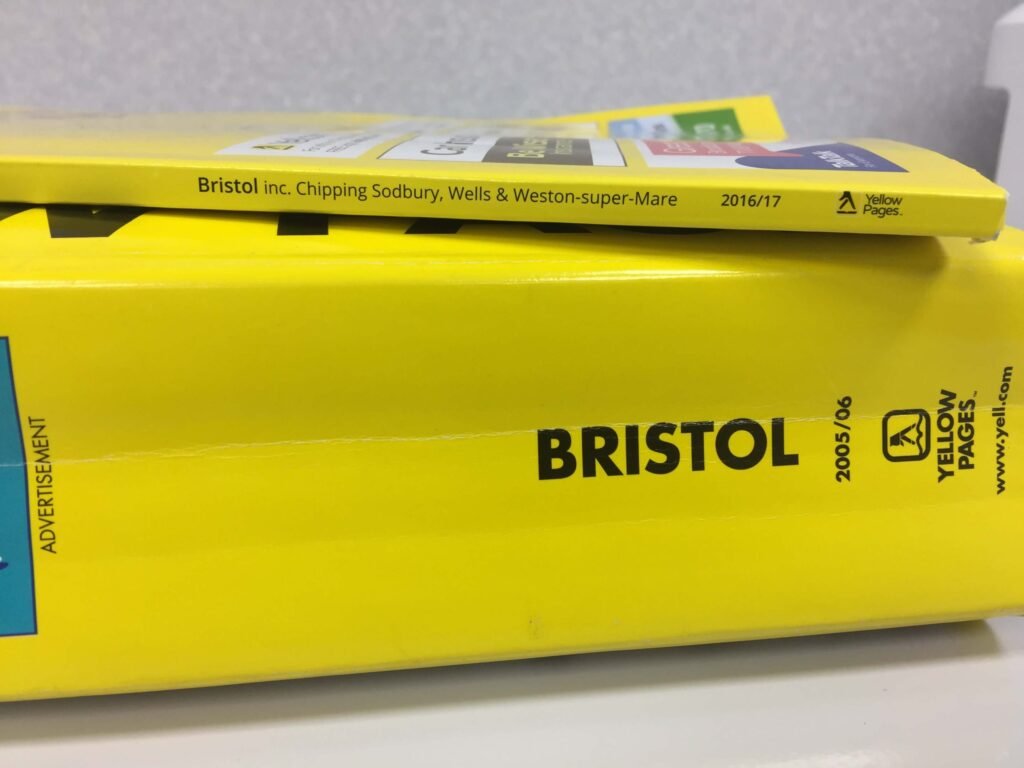 Bristol inc. Chipping Sodbury, Wells & Weston-super-Mare 2016/17 Yellow Pages
ADVERTISEMENT
BRISTOL
2005/06
YELLOW
PAGES™
www.yell.com